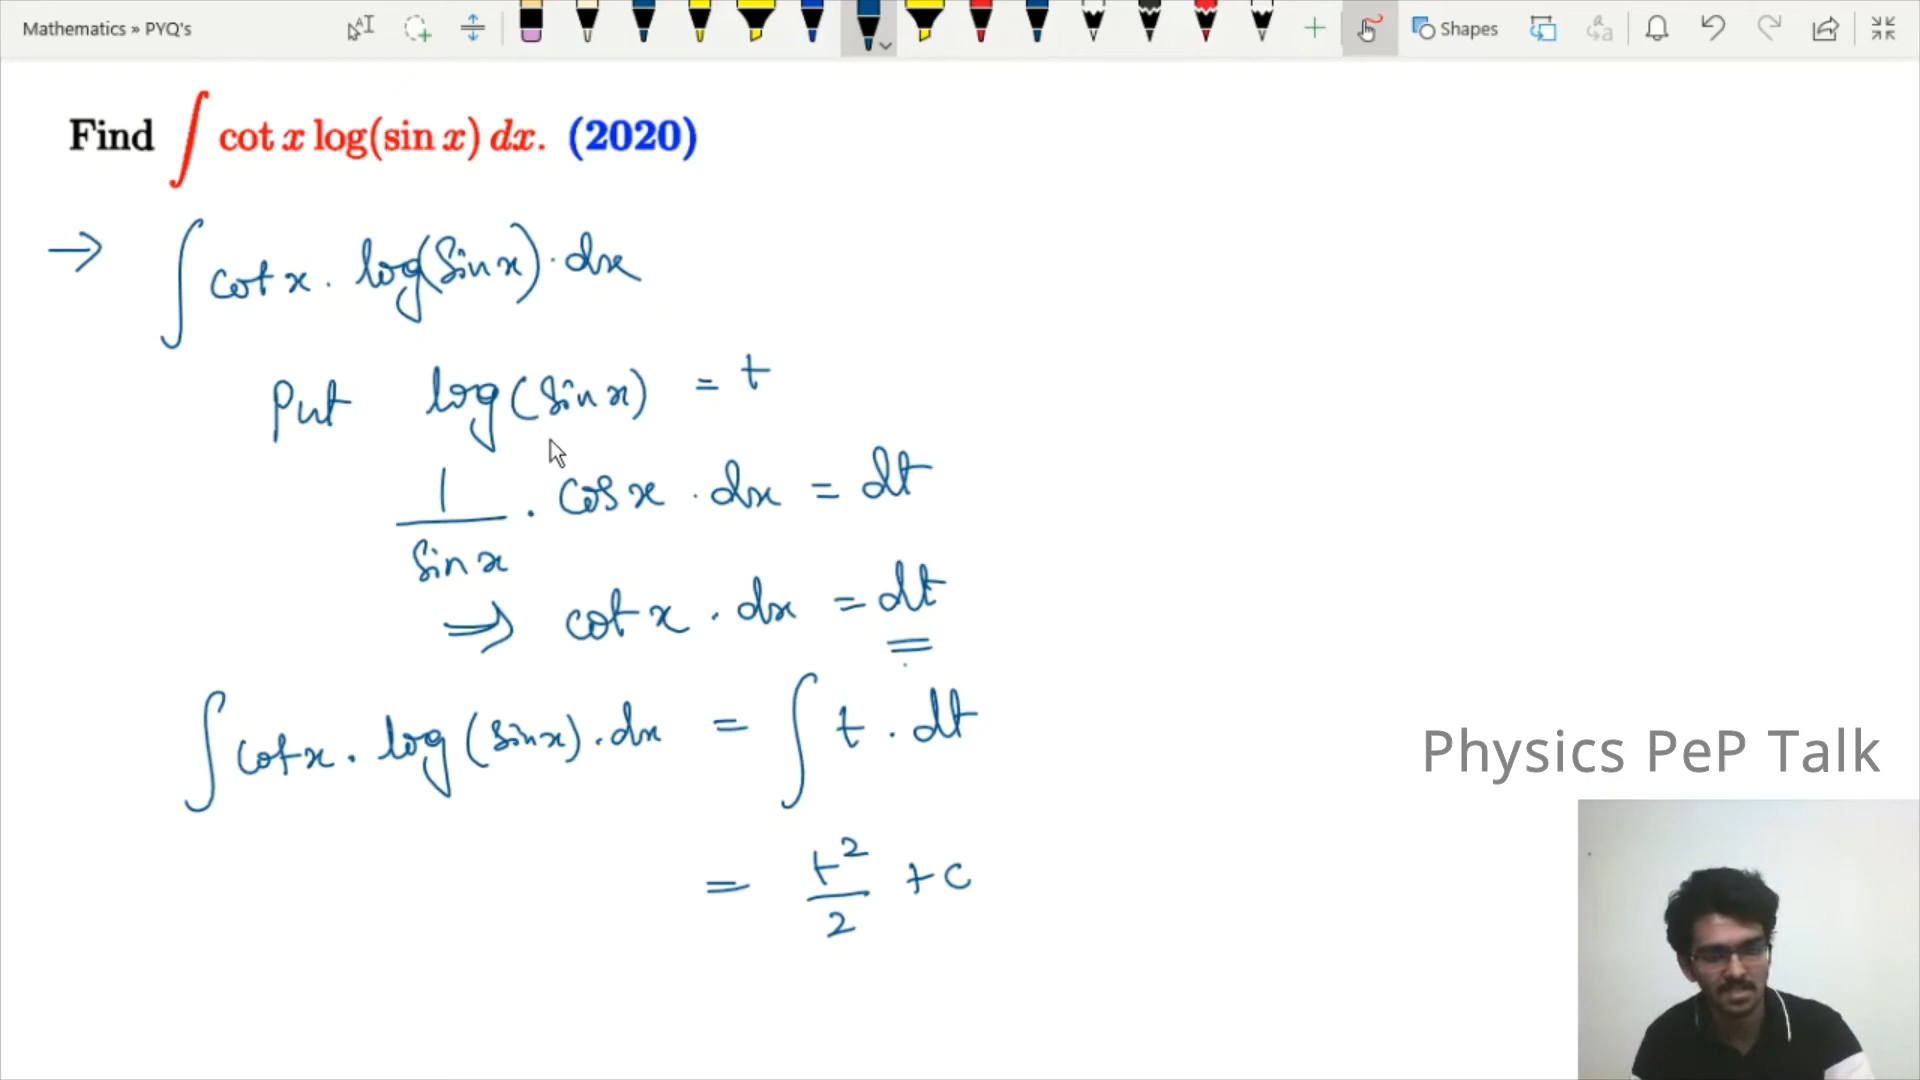 Mathematics » PYQ's
Shapes
Find ∫ cot x log(sin x) dx. (2020)
→ ∫ cot x . log(Sin x) . dx
Put log(sin x) = t
1/sin x . cos x . dx = dt
⇒ cot x . dx = dt
∫ cot x . log(sin x) . dx = ∫ t . dt
= t²/2 + c
Physics PeP Talk